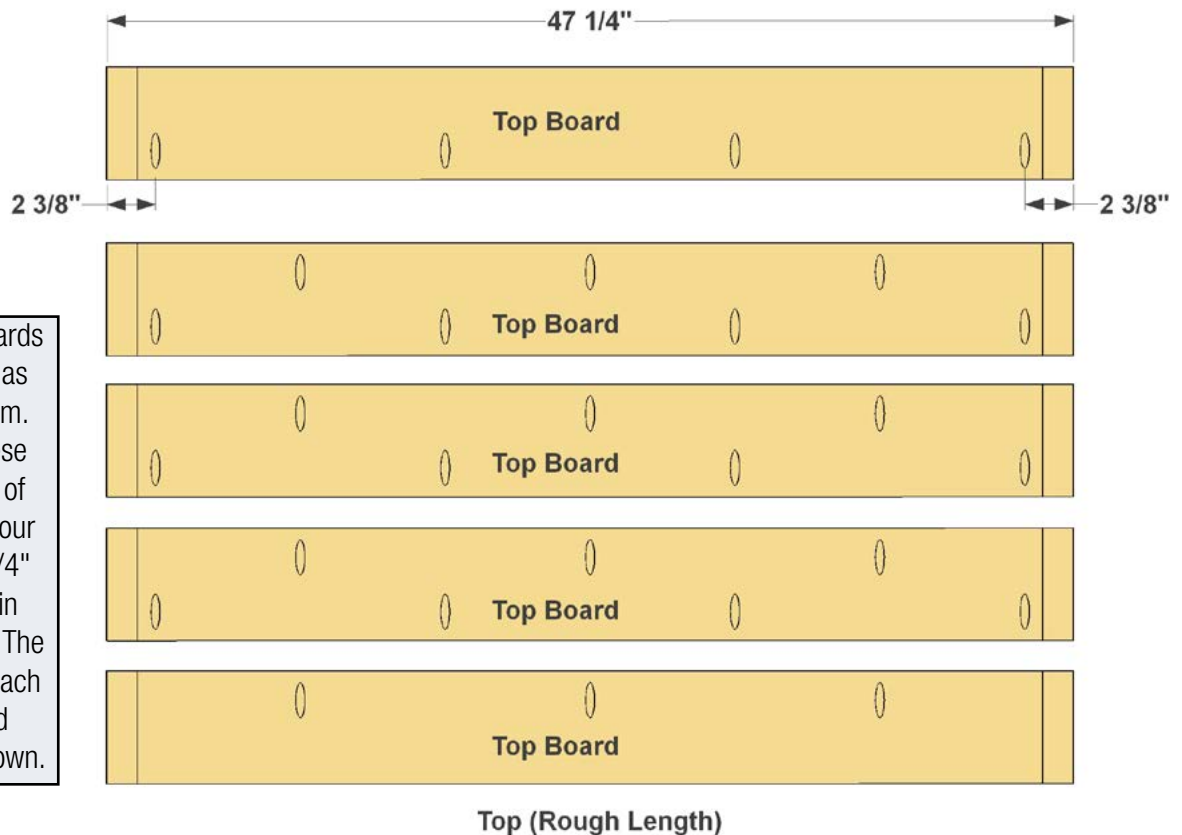 47 1/4"
Top Board
2 3/8"
2 3/8"
Top Board
Top Board
Top Board
Top Board
Top (Rough Length)
as
m.
se
of
our
/4"
in
The
ach
d
own.